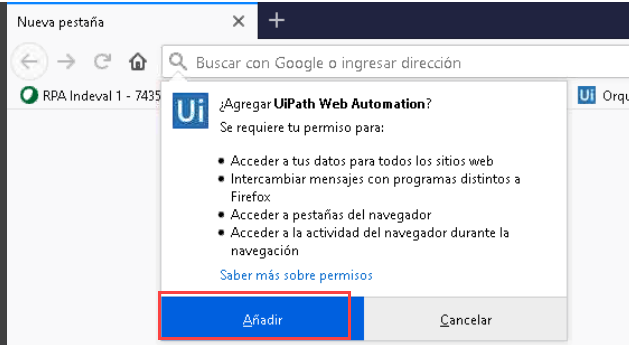 Nueva pestaña
Buscar con Google o ingresar dirección
RPA Indeval 1 - 7435
Ui Orqu
Ui
¿Agregar UiPath Web Automation?
Se requiere tu permiso para:
• Acceder a tus datos para todos los sitios web
• Intercambiar mensajes con programas distintos a
Firefox
• Acceder a pestañas del navegador
• Acceder a la actividad del navegador durante la
navegación
Saber más sobre permisos
Añadir
Cancelar